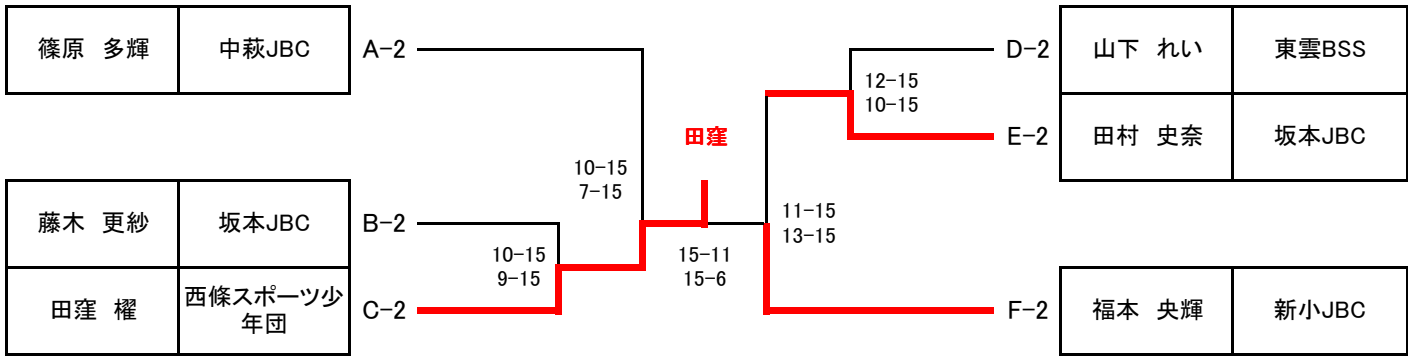 篠原　多輝 中萩JBC A-2
藤木　更紗 坂本JBC B-2
田窪　櫂 西條スポーツ少
年団 C-2
10-15
9-15
10-15
7-15
田窪
15-11
15-6
11-15
13-15
12-15
10-15
D-2 山下　れい 東雲BSS
E-2 田村　史奈 坂本JBC
F-2 福本　央輝 新小JBC